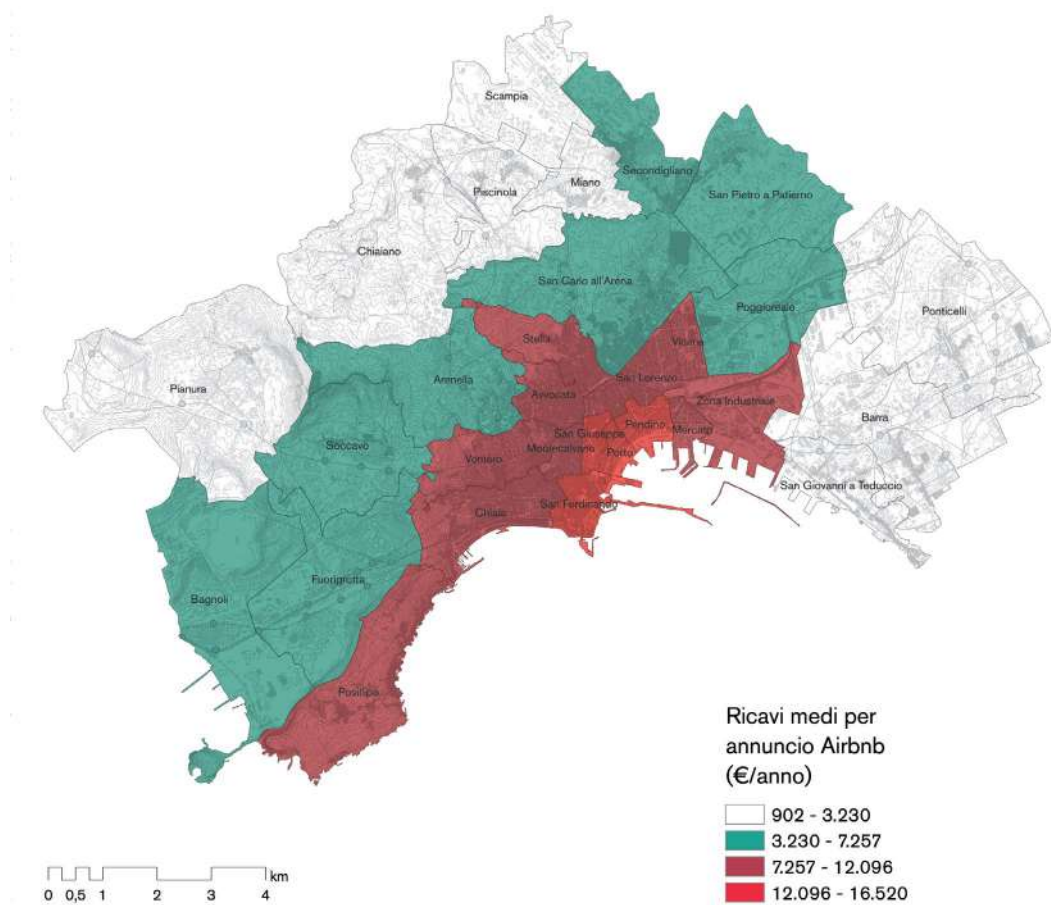 Scampia
Secondigliano
Piscinola
Miano
San Pietro a Patierno
Chiaiano
San Carlo all'Arena
Poggioreale
Ponticelli
Stella
Vicaria
Arenella
San Lorenzo
Pianura
Avvocata
Zona Industriale
Barra
Pendino
Mercato
San Giuseppe
Soccavo
Montecalvario
Porto
Vomero
San Giovanni a Teduccio
San Ferdinando
Chiaia
Fuorigrotta
Bagnoli
Posillipo
Ricavi medi per
annuncio Airbnb
(€/anno)
902 - 3.230
3.230 - 7.257
7.257 - 12.096
12.096 - 16.520
km
0 0,5 1 2 3 4